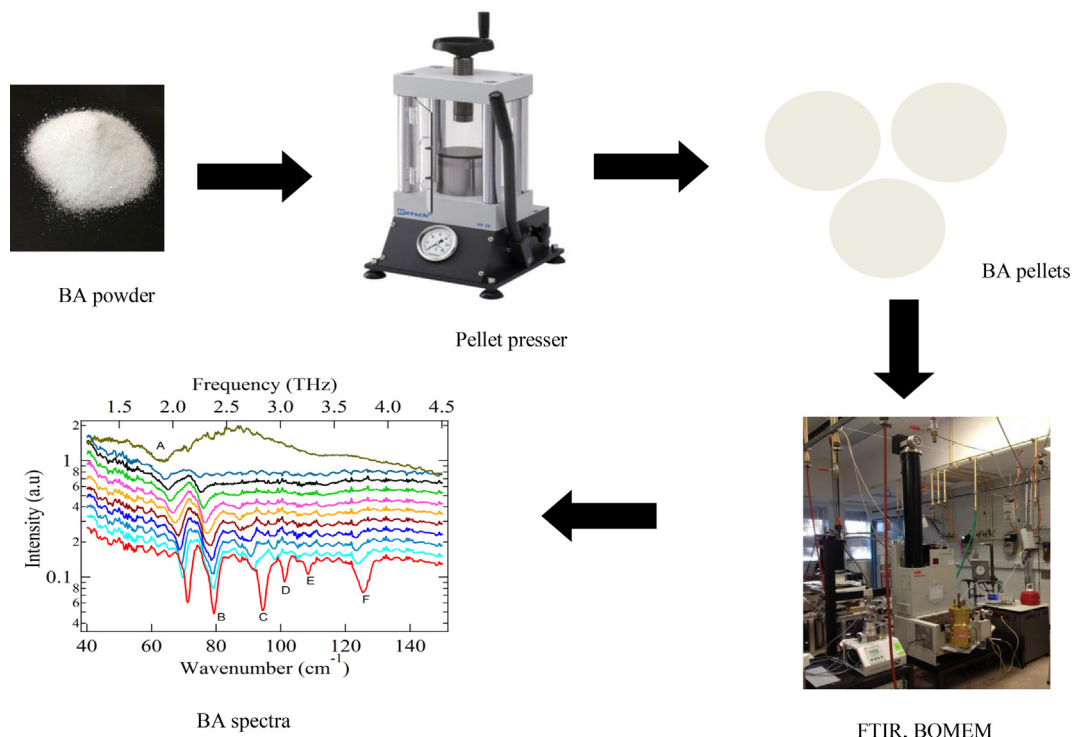 BA powder
Pellet presser
BA pellets
Frequency (THz)
1.5 2.0 2.5 3.0 3.5 4.0 4.5
2
1
8
6
4
2
0.1
8
6
4
Intensity (a.u)
A
B
C
D
E
F
40 60 80 100 120 140
Wavenumber (cm⁻¹)
BA spectra
FTIR, BOMEM